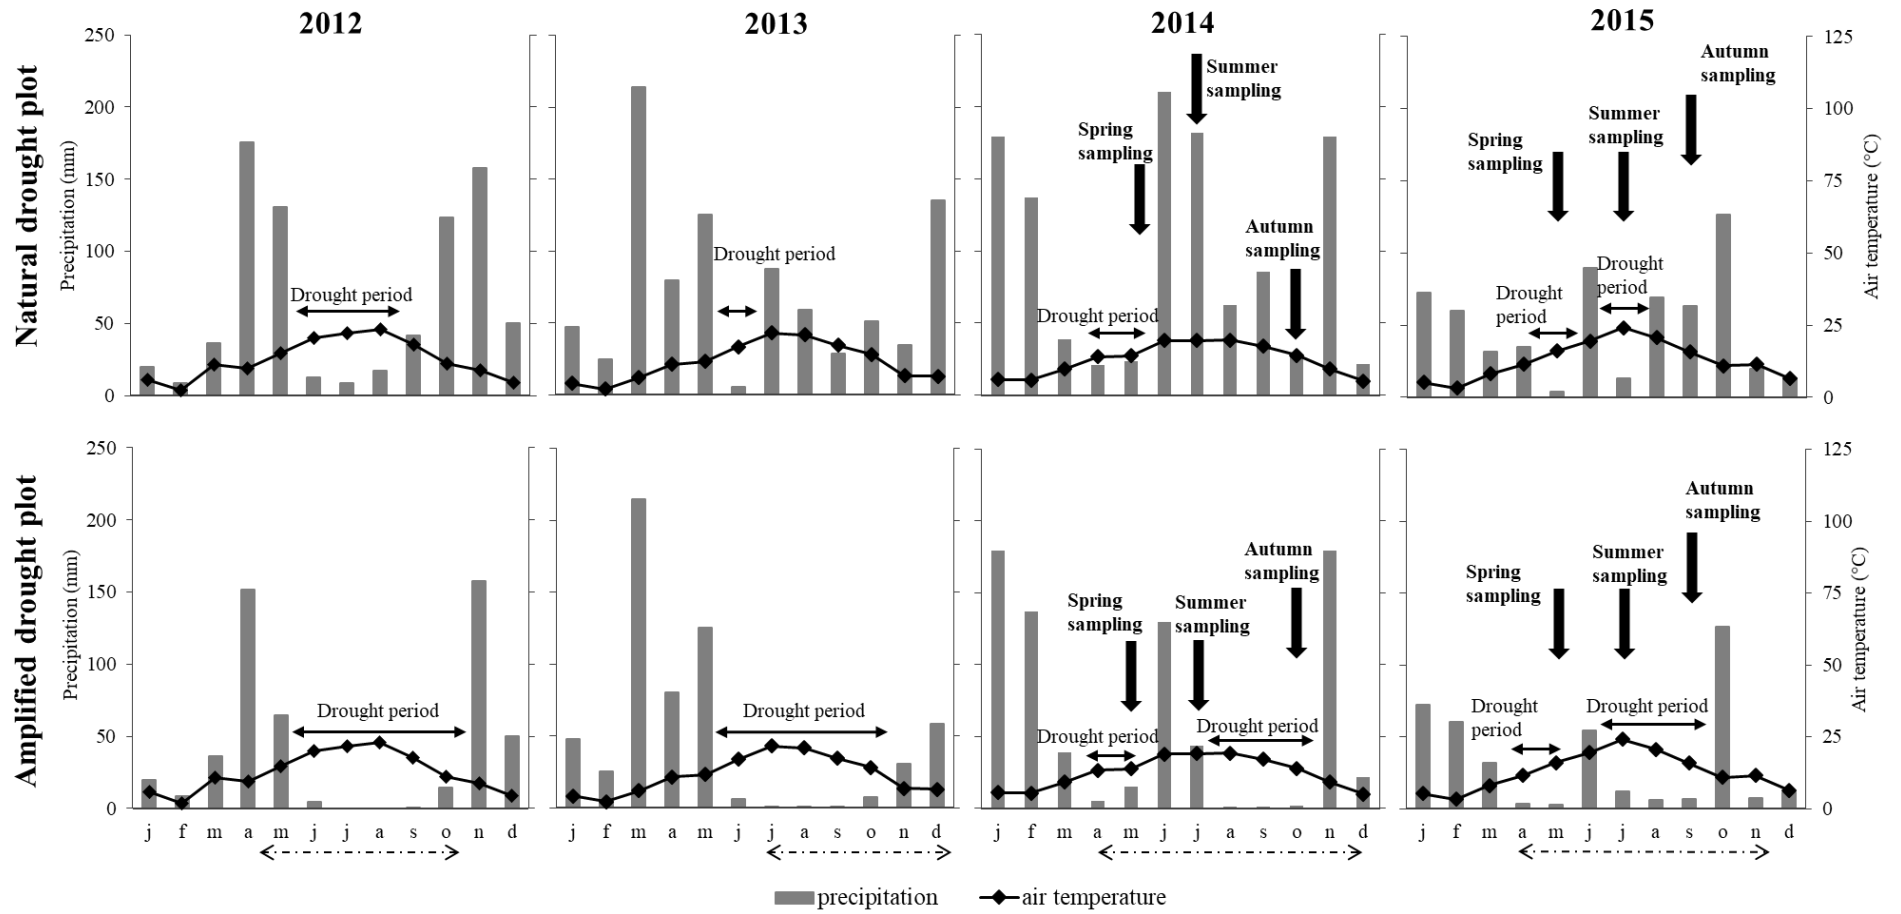 2012
2013
2014
2015
Natural drought plot
Precipitation (mm)
250
200
150
100
50
0
Drought period
Drought period
Spring
sampling
Summer
sampling
Autumn
sampling
Drought period
Spring
sampling
Summer
sampling
Autumn
sampling
Drought
period
Drought
period
125
100
75
50
25
0
Air temperature (°C)
Amplified drought plot
Precipitation (mm)
250
200
150
100
50
0
Drought period
Drought period
Spring
sampling
Summer
sampling
Autumn
sampling
Drought period
Drought period
Spring
sampling
Summer
sampling
Autumn
sampling
Drought
period
Drought period
125
100
75
50
25
0
Air temperature (°C)
j f m a m j j a s o n d
j f m a m j j a s o n d
j f m a m j j a s o n d
j f m a m j j a s o n d
precipitation
air temperature